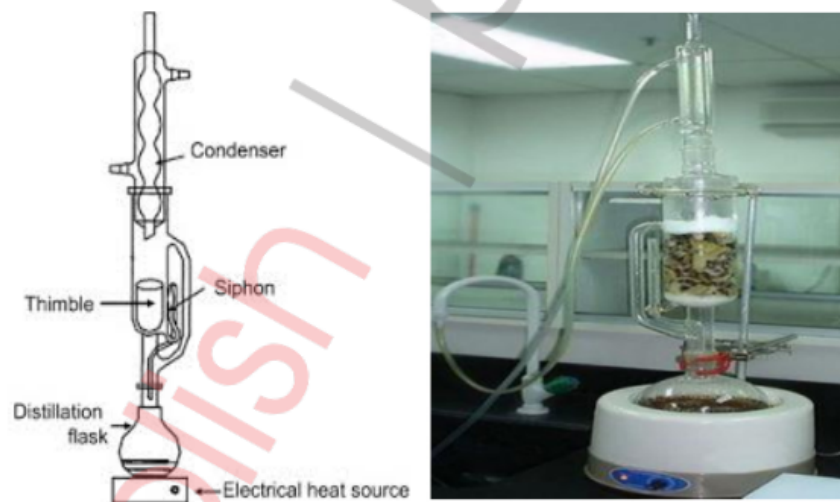 Condenser
Siphon
Thimble
Distillation
flask
Electrical heat source